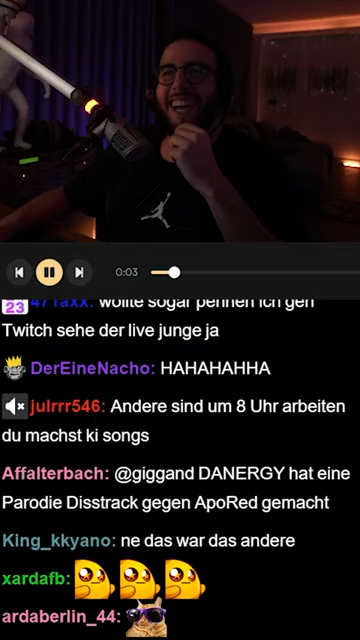 0:03
23 47Taxx: wollte sogar pennen ich geh
Twitch sehe der live junge ja
DerEineNacho: HAHAHAHHA
julrrr546: Andere sind um 8 Uhr arbeiten
du machst ki songs
Affalterbach: @giggand DANERGY hat eine
Parodie Disstrack gegen ApoRed gemacht
King_kkyano: ne das war das andere
xardafb:
ardaberlin_44: